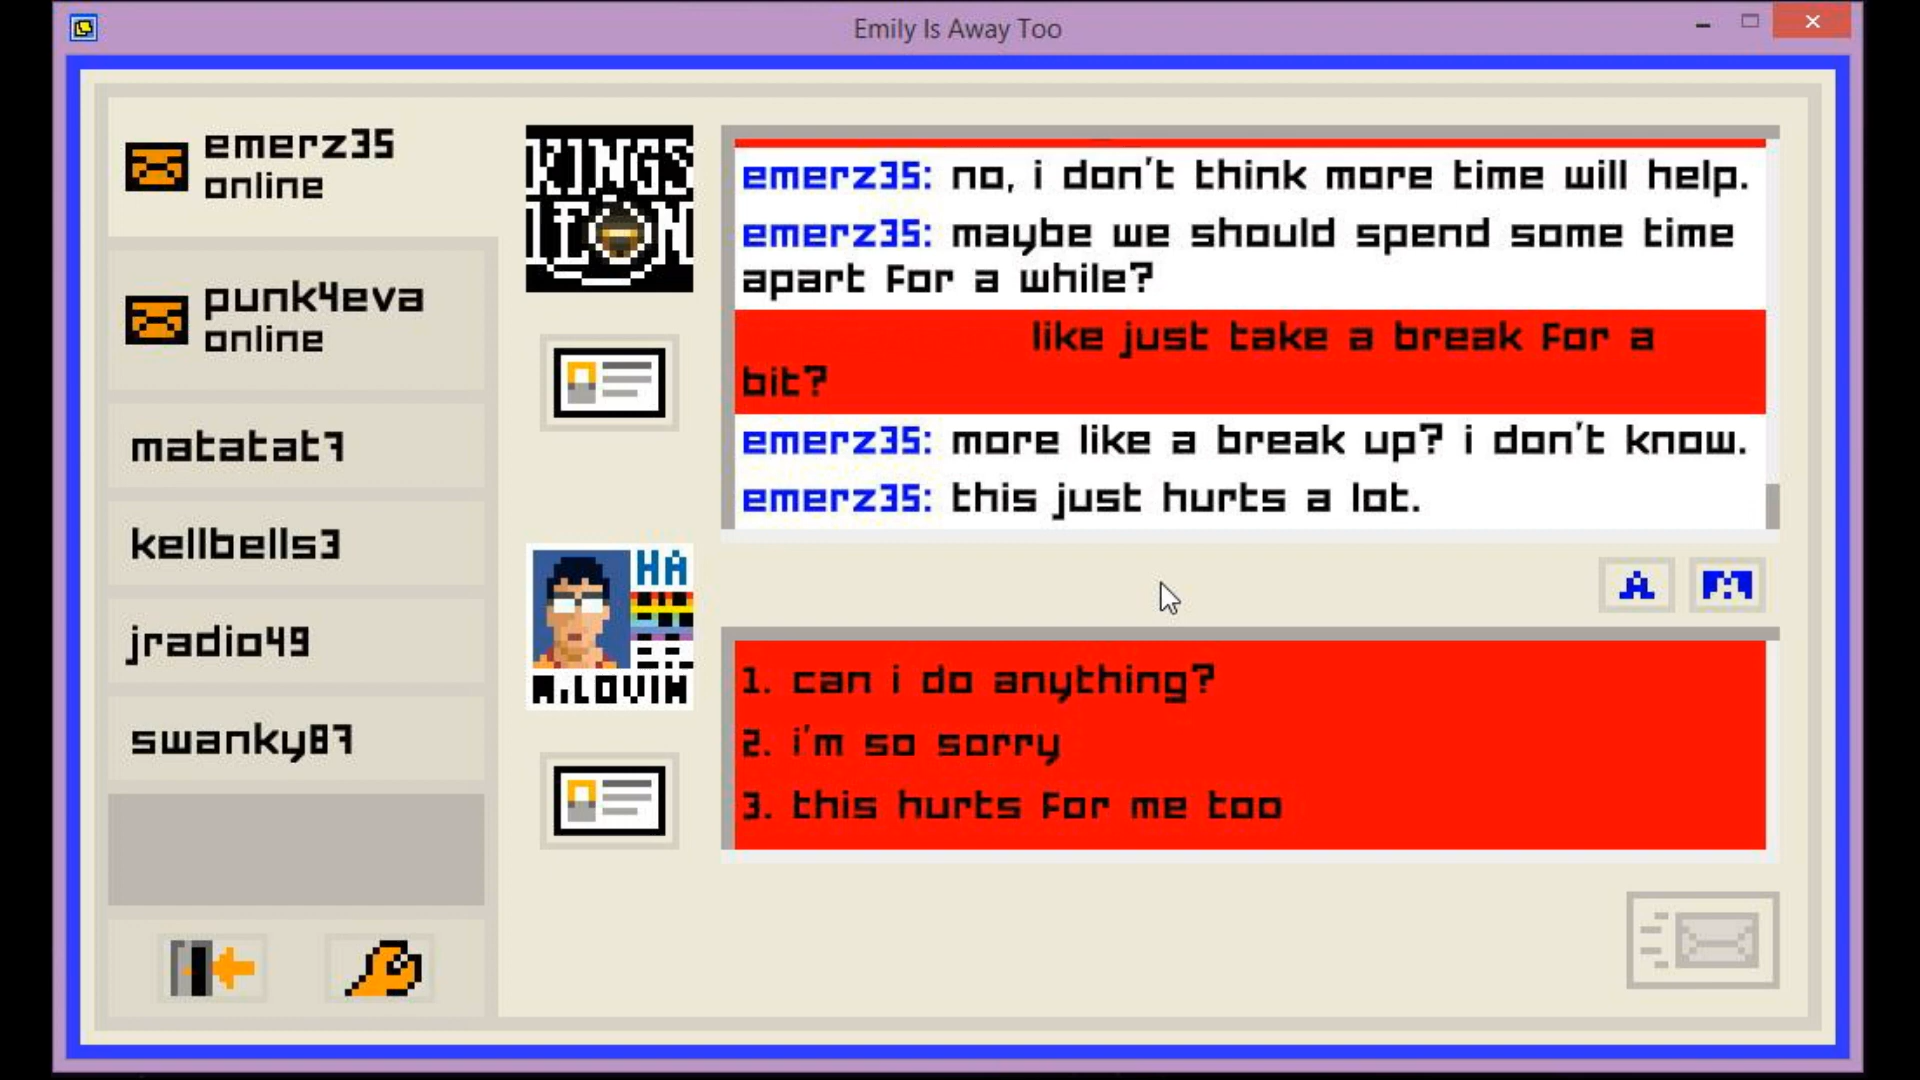 Emily Is Away Too
emerz35
online
punk4eva
online
matatat7
kellbells3
jradio49
swanky87
KINGS
HA
emerz35: no, i don't think more time will help.
emerz35: maybe we should spend some time
apart for a while?
like just take a break for a
bit?
emerz35: more like a break up? i don't know.
emerz35: this just hurts a lot.
A
1. can i do anything?
2. i'm so sorry
3. this hurts for me too